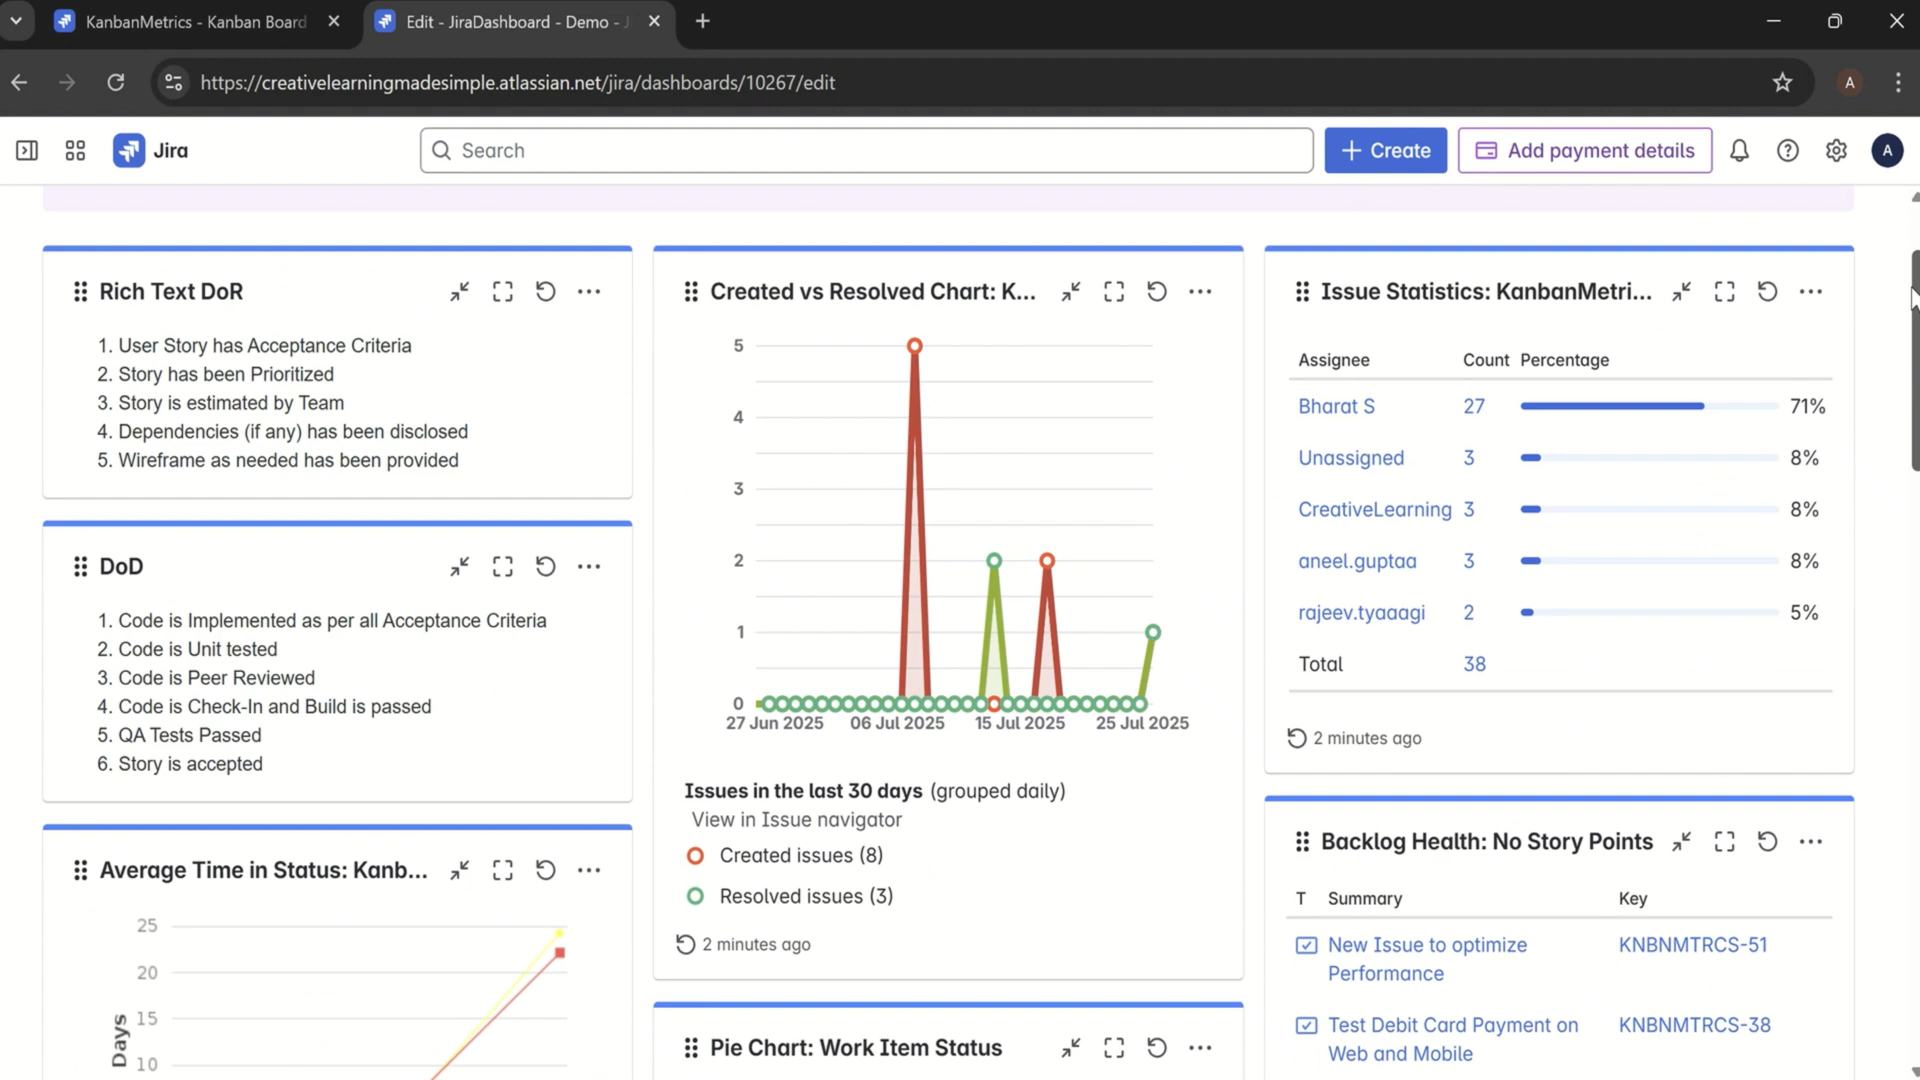 KanbanMetrics - Kanban Board
Edit - JiraDashboard - Demo - J
https://creativelearningmadesimple.atlassian.net/jira/dashboards/10267/edit
A
Jira
Search
+ Create
Add payment details
A
Rich Text DoR
1. User Story has Acceptance Criteria
2. Story has been Prioritized
3. Story is estimated by Team
4. Dependencies (if any) has been disclosed
5. Wireframe as needed has been provided
DoD
1. Code is Implemented as per all Acceptance Criteria
2. Code is Unit tested
3. Code is Peer Reviewed
4. Code is Check-In and Build is passed
5. QA Tests Passed
6. Story is accepted
Average Time in Status: Kanb...
25
20
15
10
Days
Created vs Resolved Chart: K...
5
4
3
2
1
0
27 Jun 2025 06 Jul 2025 15 Jul 2025 25 Jul 2025
Issues in the last 30 days (grouped daily)
View in Issue navigator
Created issues (8)
Resolved issues (3)
2 minutes ago
Pie Chart: Work Item Status
Issue Statistics: KanbanMetri...
Assignee Count Percentage
Bharat S 27 71%
Unassigned 3 8%
CreativeLearning 3 8%
aneel.guptaa 3 8%
rajeev.tyaaagi 2 5%
Total 38
2 minutes ago
Backlog Health: No Story Points
T Summary Key
New Issue to optimize KNBNMTRCS-51
Performance
Test Debit Card Payment on KNBNMTRCS-38
Web and Mobile